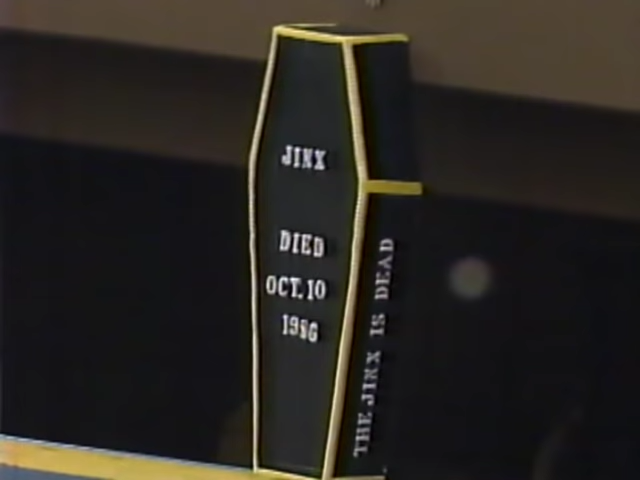 JINX
DIED
OCT. 10
1986
THE JINX IS DEAD